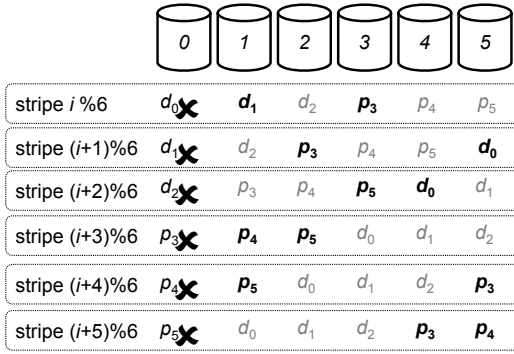 0 1 2 3 4 5
stripe i %6 d₀ d₁ d₂ p₃ p₄ p₅
stripe (i+1)%6 d₁ d₂ p₃ p₄ p₅ d₀
stripe (i+2)%6 d₂ p₃ p₄ p₅ d₀ d₁
stripe (i+3)%6 p₃ p₄ p₅ d₀ d₁ d₂
stripe (i+4)%6 p₄ p₅ d₀ d₁ d₂ p₃
stripe (i+5)%6 p₅ d₀ d₁ d₂ p₃ p₄